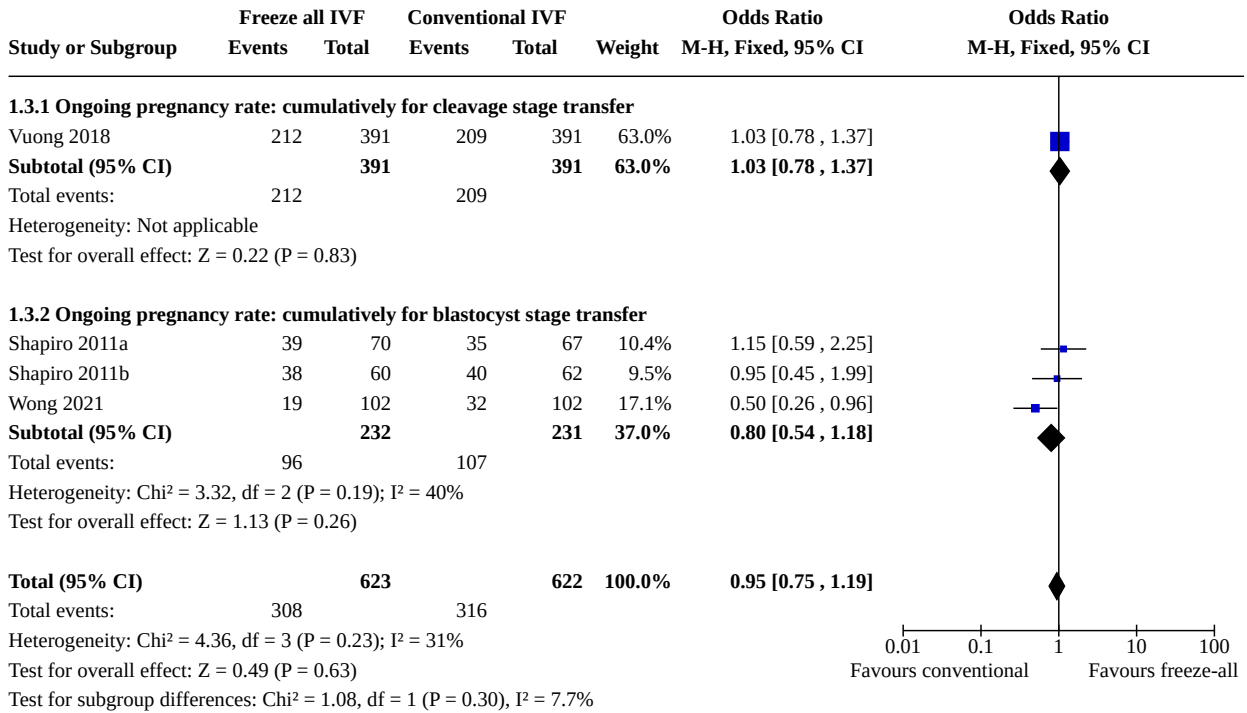 Freeze all IVF Conventional IVF Odds Ratio Odds Ratio
Study or Subgroup Events Total Events Total Weight M-H, Fixed, 95% CI M-H, Fixed, 95% CI
1.3.1 Ongoing pregnancy rate: cumulatively for cleavage stage transfer
Vuong 2018 212 391 209 391 63.0% 1.03 [0.78 , 1.37]
Subtotal (95% CI) 391 391 63.0% 1.03 [0.78 , 1.37]
Total events: 212 209
Heterogeneity: Not applicable
Test for overall effect: Z = 0.22 (P = 0.83)
1.3.2 Ongoing pregnancy rate: cumulatively for blastocyst stage transfer
Shapiro 2011a 39 70 35 67 10.4% 1.15 [0.59 , 2.25]
Shapiro 2011b 38 60 40 62 9.5% 0.95 [0.45 , 1.99]
Wong 2021 19 102 32 102 17.1% 0.50 [0.26 , 0.96]
Subtotal (95% CI) 232 231 37.0% 0.80 [0.54 , 1.18]
Total events: 96 107
Heterogeneity: Chi² = 3.32, df = 2 (P = 0.19); I² = 40%
Test for overall effect: Z = 1.13 (P = 0.26)
Total (95% CI) 623 622 100.0% 0.95 [0.75 , 1.19]
Total events: 308 316
Heterogeneity: Chi² = 4.36, df = 3 (P = 0.23); I² = 31%
Test for overall effect: Z = 0.49 (P = 0.63)
Test for subgroup differences: Chi² = 1.08, df = 1 (P = 0.30), I² = 7.7%
0.01 0.1 1 10 100
Favours conventional Favours freeze-all